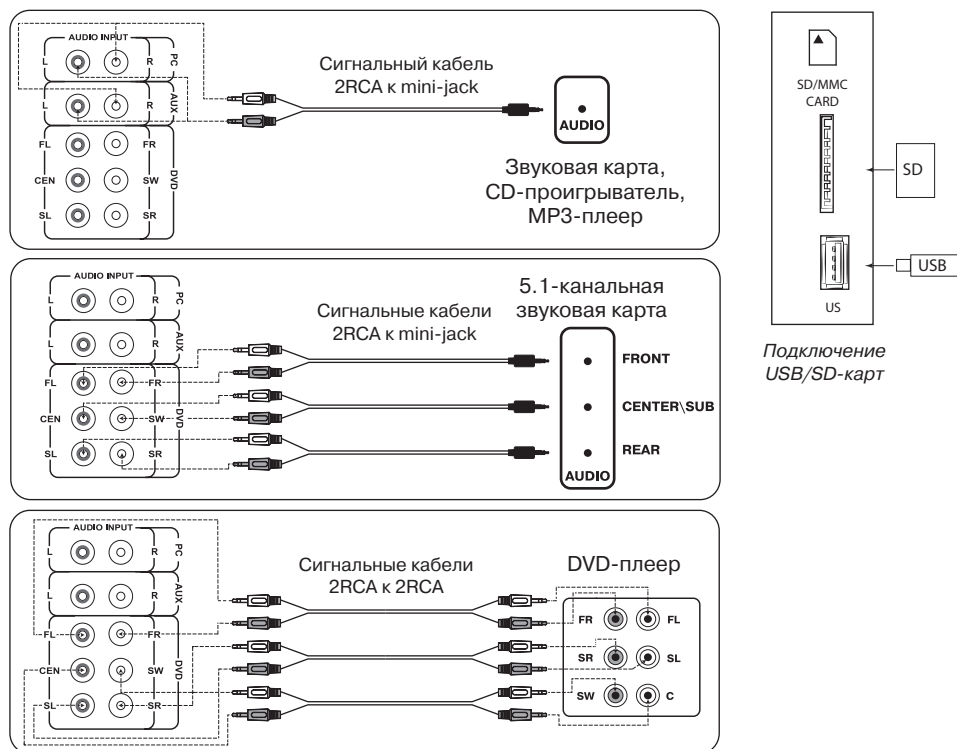 AUDIO INPUT
L R PC
L R AUX
FL FR
CEN SW DVD
SL SR
Сигнальный кабель
2RCA к mini-jack
AUDIO
Звуковая карта,
CD-проигрыватель,
MP3-плеер
SD/MMC
CARD
SD
USB
US
Подключение
USB/SD-карт
AUDIO INPUT
L R PC
L R AUX
FL FR
CEN SW DVD
SL SR
Сигнальные кабели
2RCA к mini-jack
5.1-канальная
звуковая карта
FRONT
CENTER\SUB
REAR
AUDIO
AUDIO INPUT
L R PC
L R AUX
FL FR
CEN SW DVD
SL SR
Сигнальные кабели
2RCA к 2RCA
DVD-плеер
FR FL
SR SL
SW C